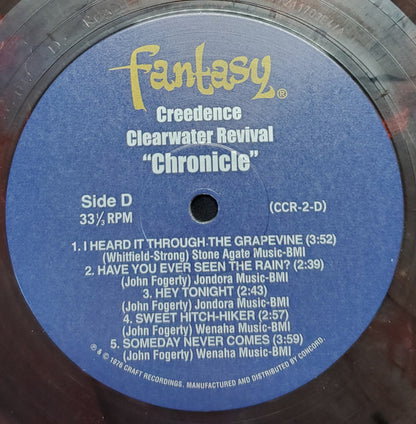 fantasy®
Creedence
Clearwater Revival
“Chronicle”
Side D
33⅓ RPM
(CCR-2-D)
1. I HEARD IT THROUGH THE GRAPEVINE (3:52)
(Whitfield-Strong) Stone Agate Music-BMI
2. HAVE YOU EVER SEEN THE RAIN? (2:39)
(John Fogerty) Jondora Music-BMI
3. HEY TONIGHT (2:43)
(John Fogerty) Jondora Music-BMI
4. SWEET HITCH-HIKER (2:57)
(John Fogerty) Wenaha Music-BMI
5. SOMEDAY NEVER COMES (3:59)
(John Fogerty) Wenaha Music-BMI
℗ & © 1976 CRAFT RECORDINGS. MANUFACTURED AND DISTRIBUTED BY CONCORD.